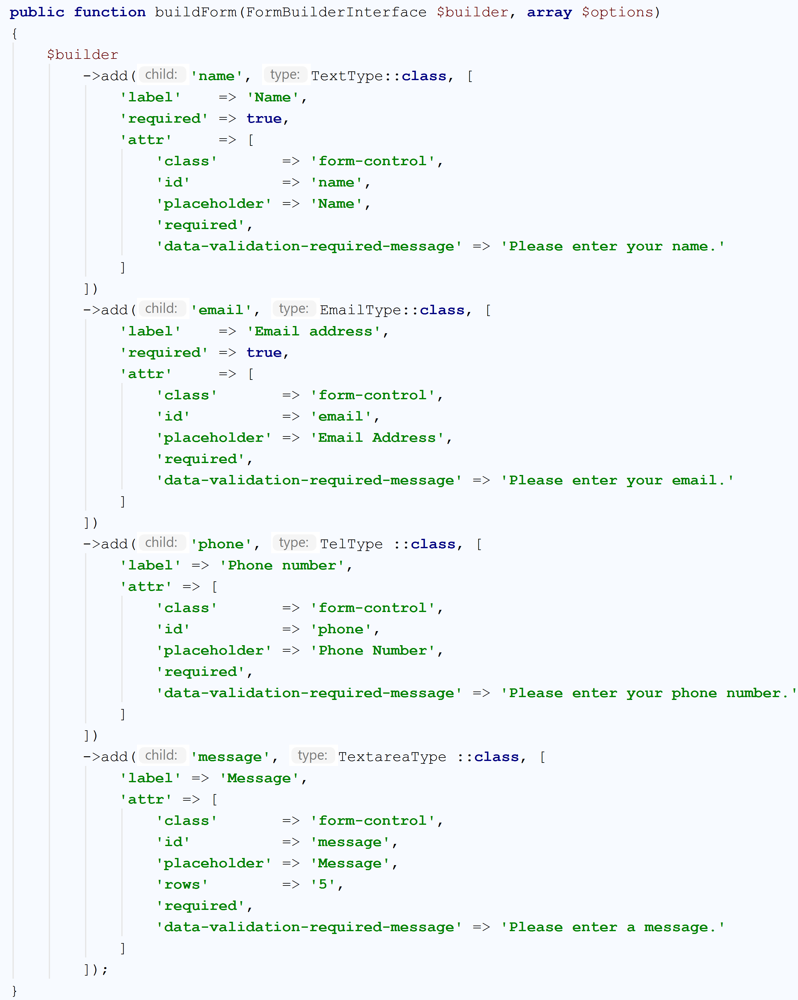 public function buildForm(FormBuilderInterface $builder, array $options)
{
    $builder
        ->add( child: 'name', type: TextType::class, [
            'label'    => 'Name',
            'required' => true,
            'attr'     => [
                'class'       => 'form-control',
                'id'          => 'name',
                'placeholder' => 'Name',
                'required',
                'data-validation-required-message' => 'Please enter your name.'
            ]
        ])
        ->add( child: 'email', type: EmailType::class, [
            'label'    => 'Email address',
            'required' => true,
            'attr'     => [
                'class'       => 'form-control',
                'id'          => 'email',
                'placeholder' => 'Email Address',
                'required',
                'data-validation-required-message' => 'Please enter your email.'
            ]
        ])
        ->add( child: 'phone', type: TelType ::class, [
            'label' => 'Phone number',
            'attr' => [
                'class'       => 'form-control',
                'id'          => 'phone',
                'placeholder' => 'Phone Number',
                'required',
                'data-validation-required-message' => 'Please enter your phone number.'
            ]
        ])
        ->add( child: 'message', type: TextareaType ::class, [
            'label' => 'Message',
            'attr' => [
                'class'       => 'form-control',
                'id'          => 'message',
                'placeholder' => 'Message',
                'rows'        => '5',
                'required',
                'data-validation-required-message' => 'Please enter a message.'
            ]
        ]);
}